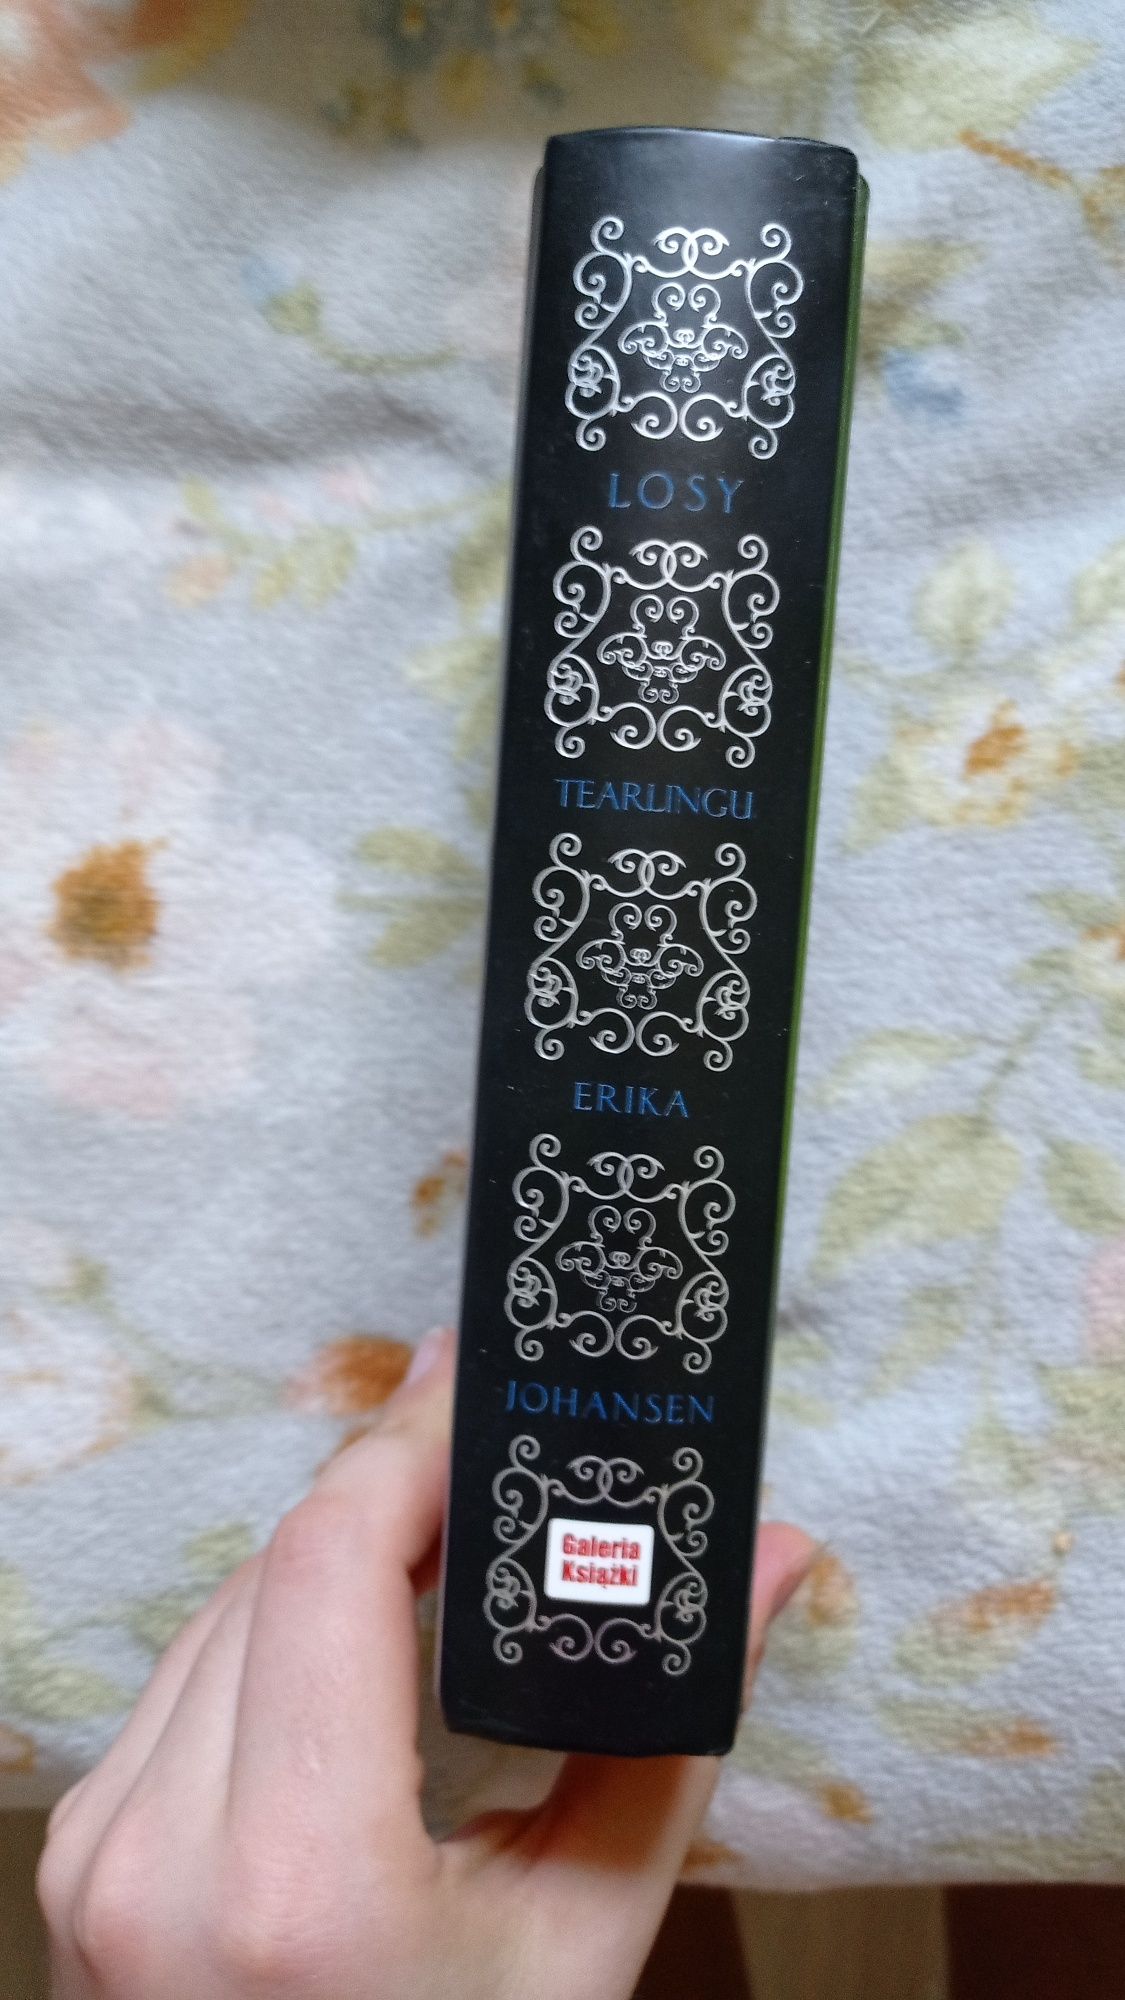 LOSY
TEARLINGU
ERIKA
JOHANSEN
Galeria
Książki